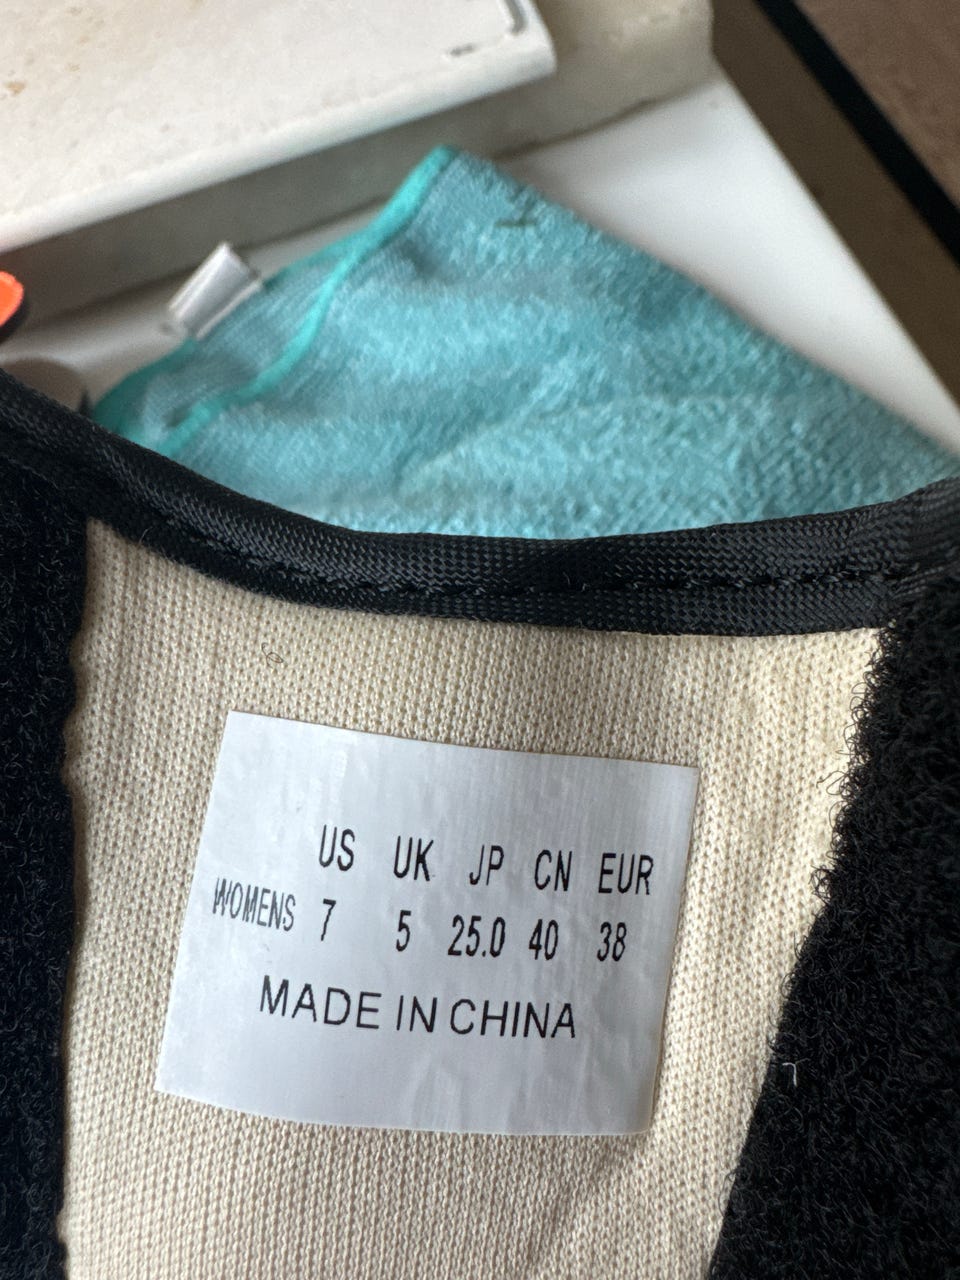 US UK JP CN EUR
WOMENS 7 5 25.0 40 38
MADE IN CHINA